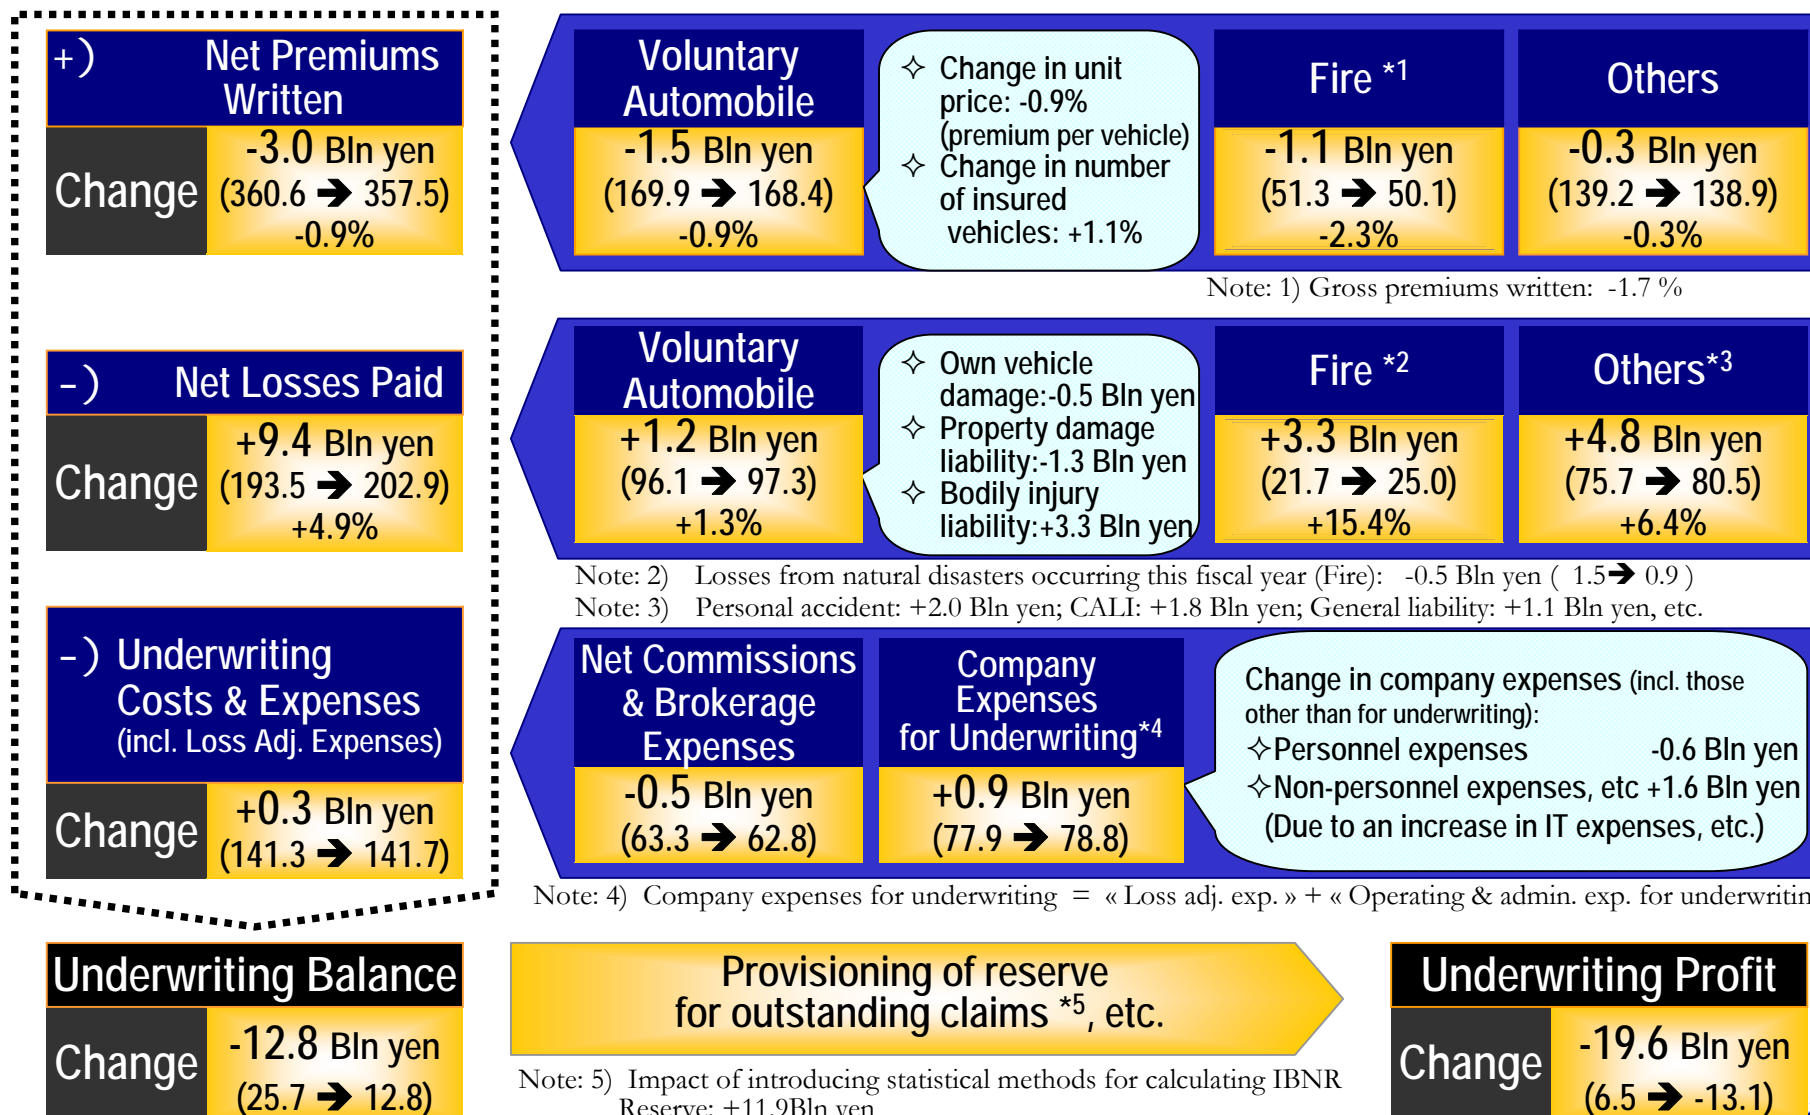 +) Net Premiums
Written
Change
-3.0 Bln yen
(360.6 ➔ 357.5)
-0.9%
Voluntary
Automobile
-1.5 Bln yen
(169.9 ➔ 168.4)
-0.9%
✧ Change in unit
price: -0.9%
(premium per vehicle)
✧ Change in number
of insured
vehicles: +1.1%
Fire *1
-1.1 Bln yen
(51.3 ➔ 50.1)
-2.3%
Others
-0.3 Bln yen
(139.2 ➔ 138.9)
-0.3%
Note: 1) Gross premiums written: -1.7 %
-) Net Losses Paid
Change
+9.4 Bln yen
(193.5 ➔ 202.9)
+4.9%
Voluntary
Automobile
+1.2 Bln yen
(96.1 ➔ 97.3)
+1.3%
✧ Own vehicle
damage:-0.5 Bln yen
✧ Property damage
liability:-1.3 Bln yen
✧ Bodily injury
liability:+3.3 Bln yen
Fire *2
+3.3 Bln yen
(21.7 ➔ 25.0)
+15.4%
Others*3
+4.8 Bln yen
(75.7 ➔ 80.5)
+6.4%
Note: 2) Losses from natural disasters occurring this fiscal year (Fire): -0.5 Bln yen ( 1.5➔ 0.9 )
Note: 3) Personal accident: +2.0 Bln yen; CALI: +1.8 Bln yen; General liability: +1.1 Bln yen, etc.
-) Underwriting
Costs & Expenses
(incl. Loss Adj. Expenses)
Change
+0.3 Bln yen
(141.3 ➔ 141.7)
Net Commissions
& Brokerage
Expenses
-0.5 Bln yen
(63.3 ➔ 62.8)
Company
Expenses
for Underwriting*4
+0.9 Bln yen
(77.9 ➔ 78.8)
Change in company expenses (incl. those
other than for underwriting):
✧Personnel expenses -0.6 Bln yen
✧Non-personnel expenses, etc +1.6 Bln yen
(Due to an increase in IT expenses, etc.)
Note: 4) Company expenses for underwriting = « Loss adj. exp. » + « Operating & admin. exp. for underwritin
Underwriting Balance
Change
-12.8 Bln yen
(25.7 ➔ 12.8)
Provisioning of reserve
for outstanding claims *5, etc.
Note: 5) Impact of introducing statistical methods for calculating IBNR
Reserve: +11.9Bln yen
Underwriting Profit
Change
-19.6 Bln yen
(6.5 ➔ -13.1)